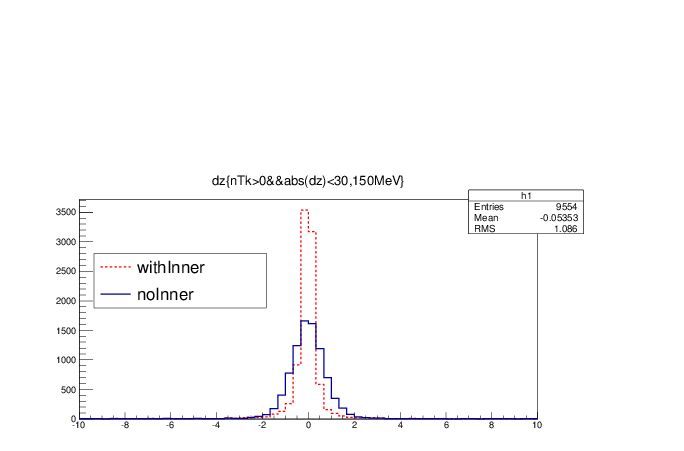 dz{nTk>0&&abs(dz)<30,150MeV}
h1
Entries 9554
Mean -0.05353
RMS 1.086
3500
3000
2500
2000
1500
1000
500
0
withInner
noInner
-10 -8 -6 -4 -2 0 2 4 6 8 10